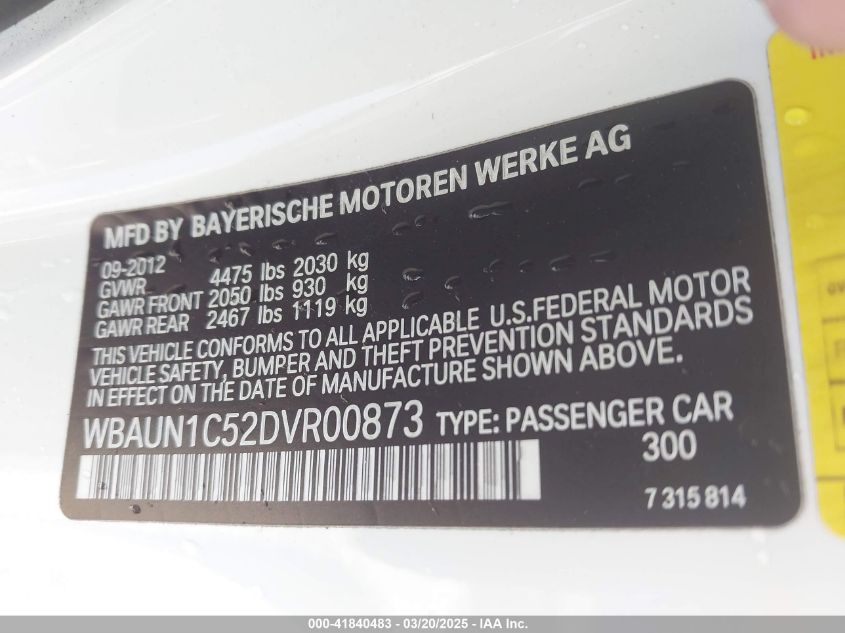 MFD BY BAYERISCHE MOTOREN WERKE AG
09-2012
GVWR 4475 lbs 2030 kg
GAWR FRONT 2050 lbs 930 kg
GAWR REAR 2467 lbs 1119 kg
THIS VEHICLE CONFORMS TO ALL APPLICABLE U.S.FEDERAL MOTOR
VEHICLE SAFETY, BUMPER AND THEFT PREVENTION STANDARDS
IN EFFECT ON THE DATE OF MANUFACTURE SHOWN ABOVE.
WBAUN1C52DVR00873 TYPE: PASSENGER CAR
300
7 315 814
000-41840483 - 03/20/2025 - IAA Inc.